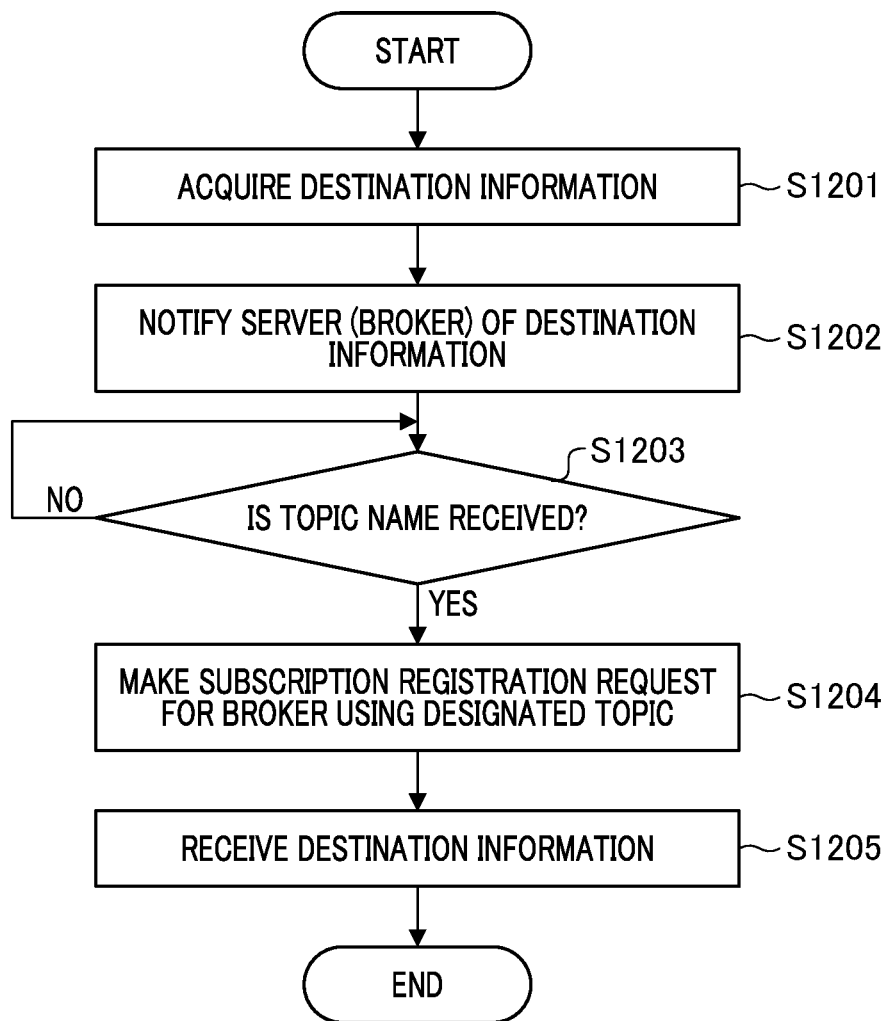 START
ACQUIRE DESTINATION INFORMATION
S1201
NOTIFY SERVER (BROKER) OF DESTINATION
INFORMATION
S1202
S1203
NO
IS TOPIC NAME RECEIVED?
YES
MAKE SUBSCRIPTION REGISTRATION REQUEST
FOR BROKER USING DESIGNATED TOPIC
S1204
RECEIVE DESTINATION INFORMATION
S1205
END